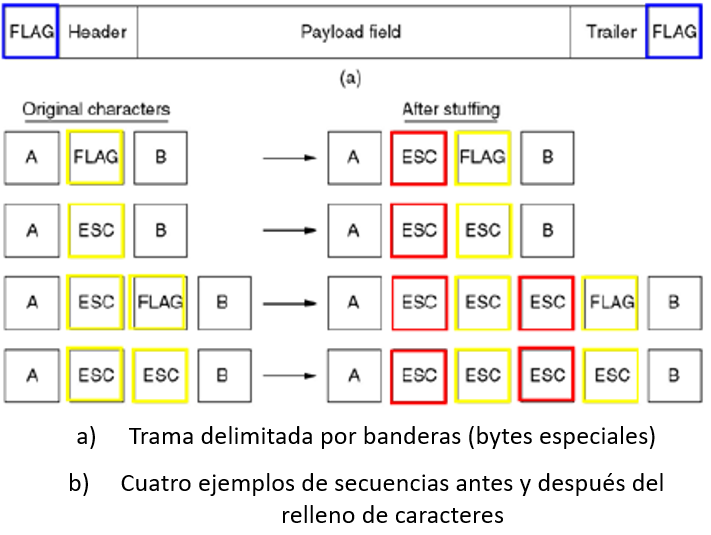 FLAG Header Payload field Trailer FLAG
(a)
Original characters After stuffing
A FLAG B A ESC FLAG B
A ESC B A ESC ESC B
A ESC FLAG B A ESC ESC ESC FLAG B
A ESC ESC B A ESC ESC ESC ESC B
a) Trama delimitada por banderas (bytes especiales)
b) Cuatro ejemplos de secuencias antes y después del
relleno de caracteres